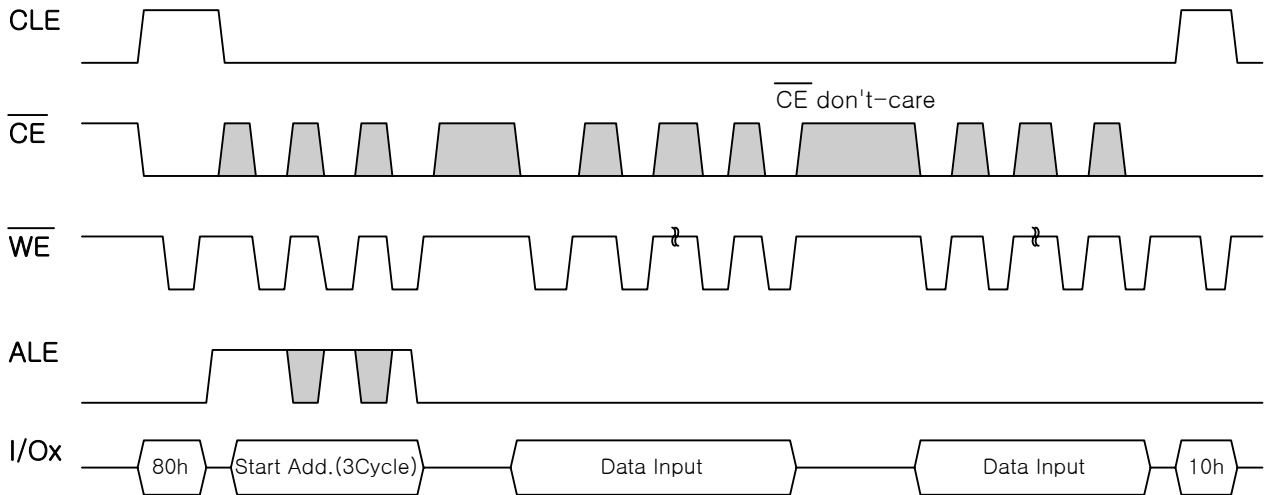 CLE
CE don't-care
CE
WE
ALE
I/Ox
80h
Start Add.(3Cycle)
Data Input
Data Input
10h